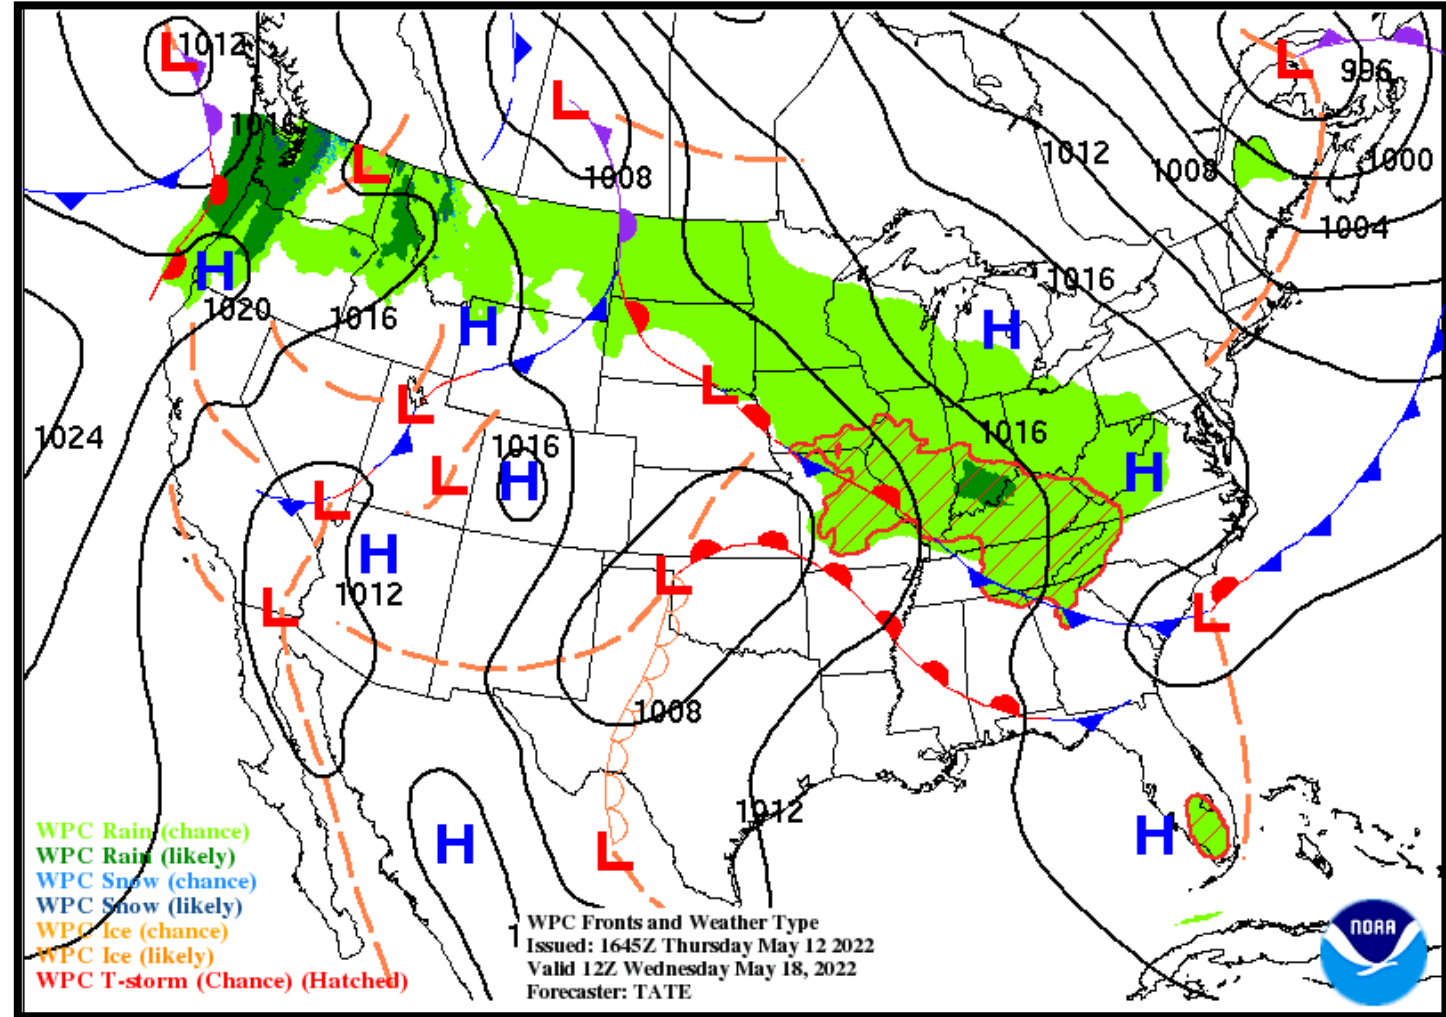 L 1012
L
996
L
1016
1012
L
1008
1008
1000
1004
H
1016
1020
1016
H
H
L
L
1024
1016
1016
L
H
H
L
H
L
1012
L
L
1008
1012
H
H
L
1
WPC Rain (chance)
WPC Rain (likely)
WPC Snow (chance)
WPC Snow (likely)
WPC Ice (chance)
WPC Ice (likely)
WPC T-storm (Chance) (Hatched)
WPC Fronts and Weather Type
Issued: 1645Z Thursday May 12 2022
Valid 12Z Wednesday May 18, 2022
Forecaster: TATE
NOAA